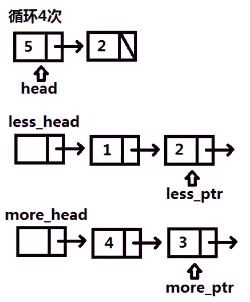 循环4次
5 2
head
less_head
1 2
less_ptr
more_head
4 3
more_ptr